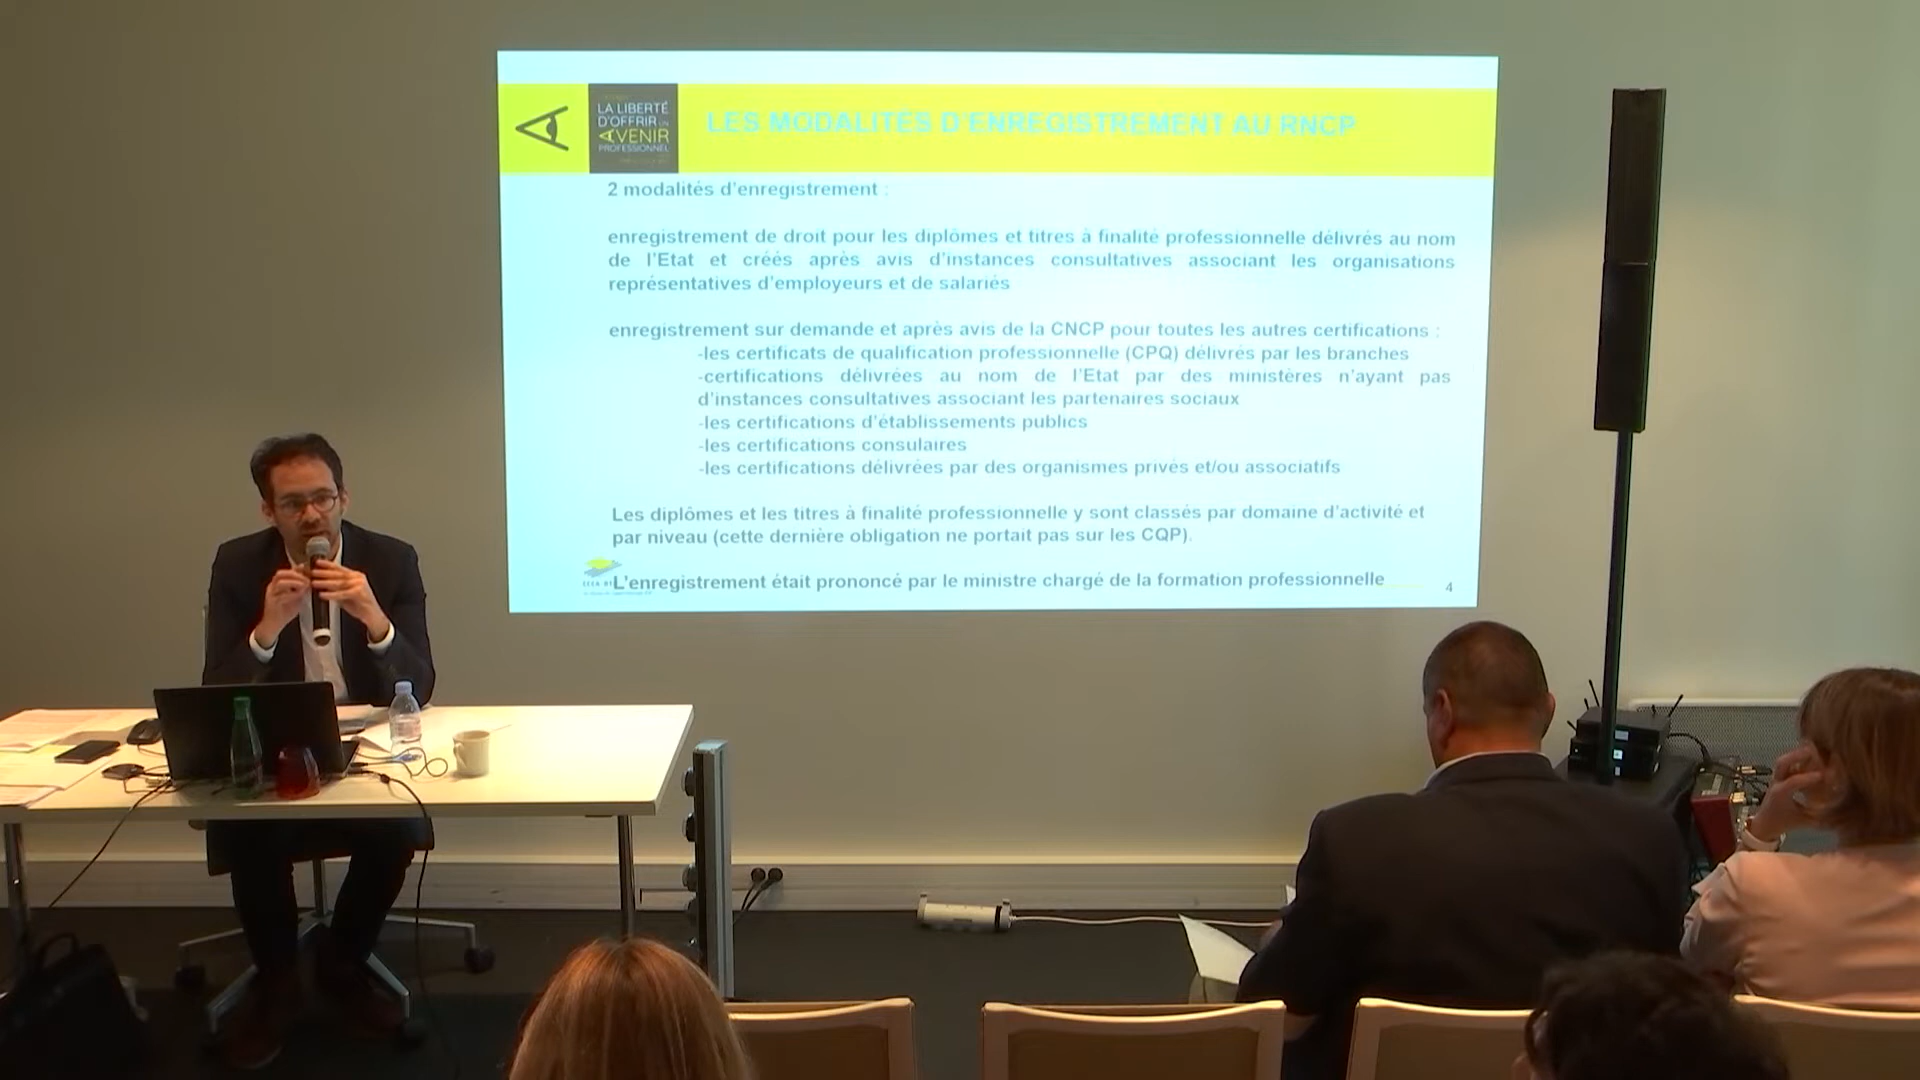 LA LIBERTÉ
D'OFFRIR UN
AVENIR
PROFESSIONNEL
LES MODALITÉS D'ENREGISTREMENT AU RNCP
2 modalités d'enregistrement :
enregistrement de droit pour les diplômes et titres à finalité professionnelle délivrés au nom
de l'Etat et créés après avis d'instances consultatives associant les organisations
représentatives d'employeurs et de salariés
enregistrement sur demande et après avis de la CNCP pour toutes les autres certifications :
-les certificats de qualification professionnelle (CPQ) délivrés par les branches
-certifications délivrées au nom de l'Etat par des ministères n'ayant pas
d'instances consultatives associant les partenaires sociaux
-les certifications d'établissements publics
-les certifications consulaires
-les certifications délivrées par des organismes privés et/ou associatifs
Les diplômes et les titres à finalité professionnelle y sont classés par domaine d'activité et
par niveau (cette dernière obligation ne portait pas sur les CQP).
L'enregistrement était prononcé par le ministre chargé de la formation professionnelle
4